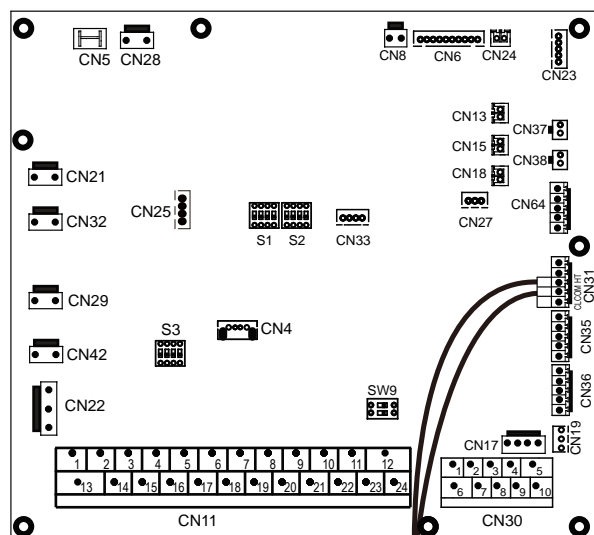 CN5
CN28
CN8
CN6
CN24
CN23
CN13
CN37
CN15
CN38
CN18
CN21
CN64
CN25
CN27
CN32
S1
S2
CN33
CLCOM HT
CN31
CN29
CN4
S3
CN35
CN42
CN36
SW9
CN22
CN17
CN19
1 2 3 4 5 6 7 8 9 10 11 12
13 14 15 16 17 18 19 20 21 22 23 24
1 2 3 4 5
6 7 8 9 10
CN11
CN30